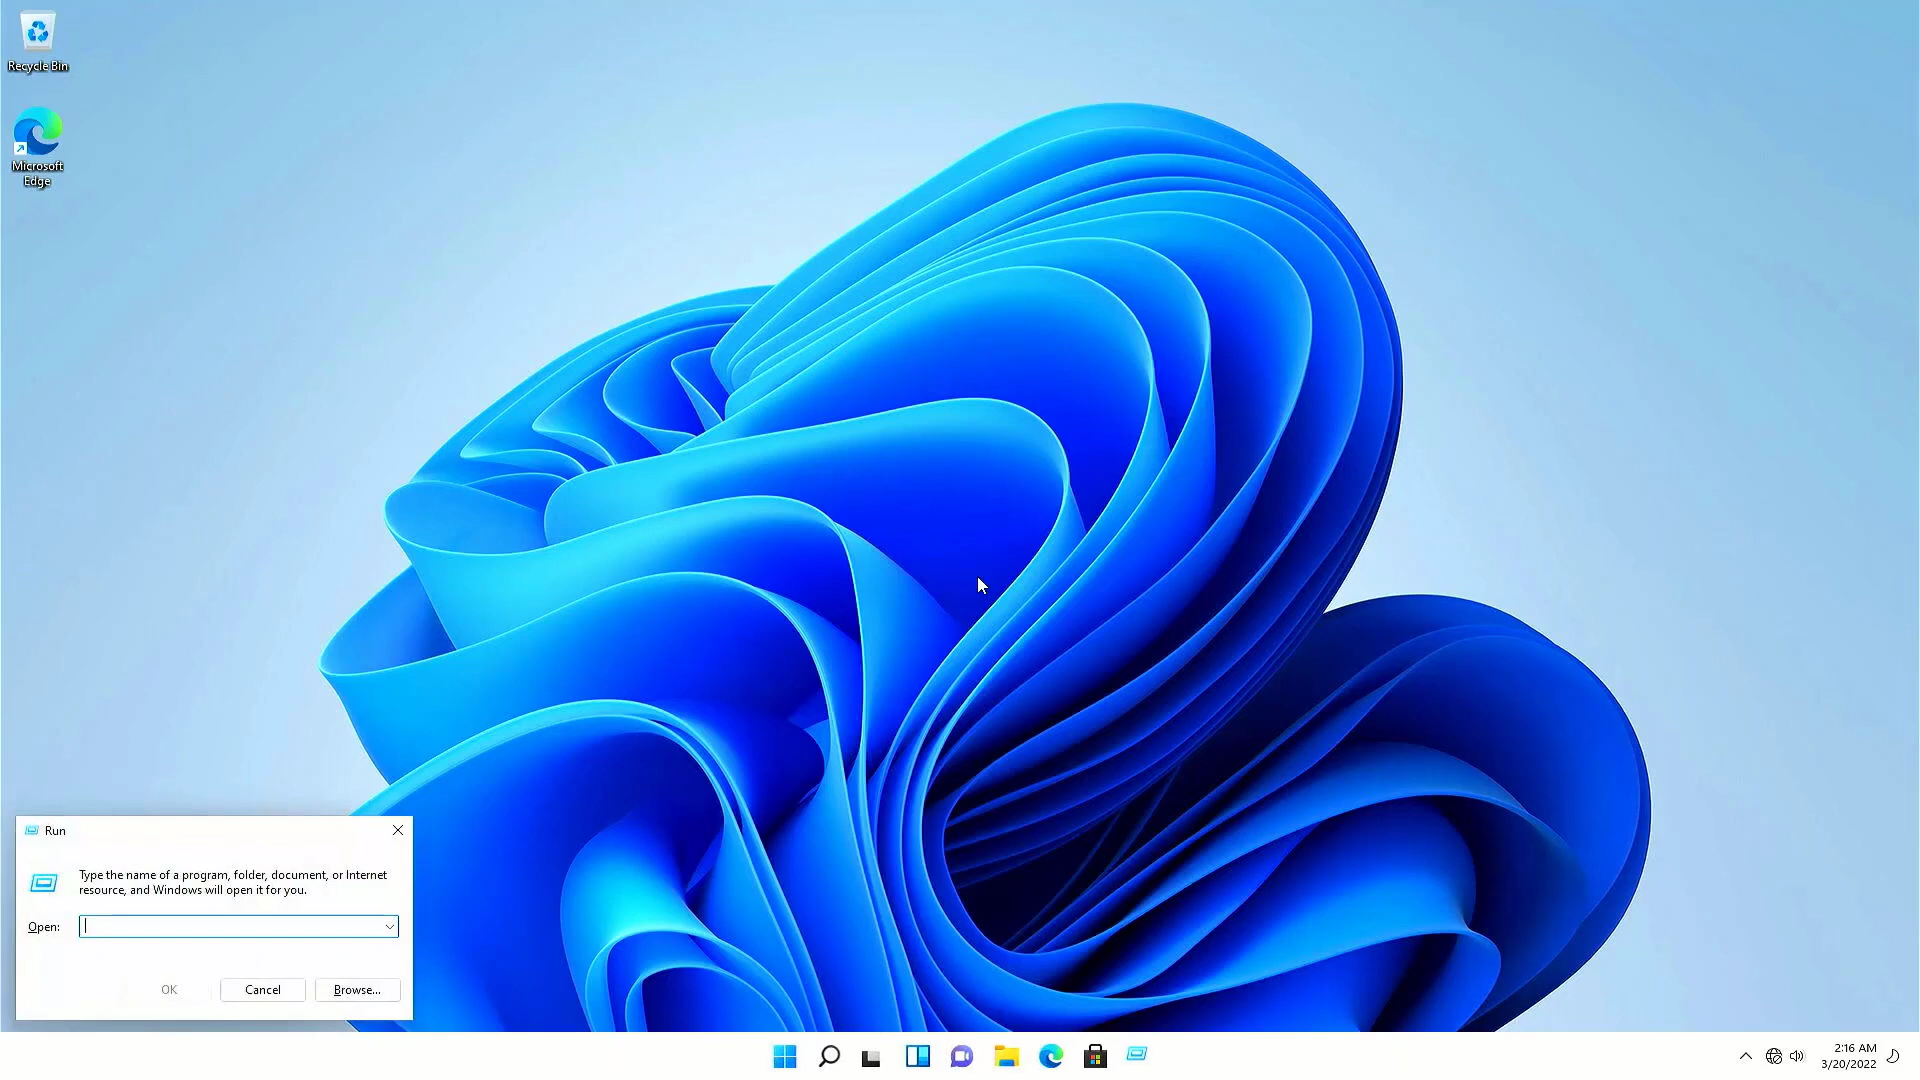 Recycle Bin
Microsoft
Edge
Run
Type the name of a program, folder, document, or Internet
resource, and Windows will open it for you.
Open:
OK
Cancel
Browse...
2:16 AM
3/20/2022